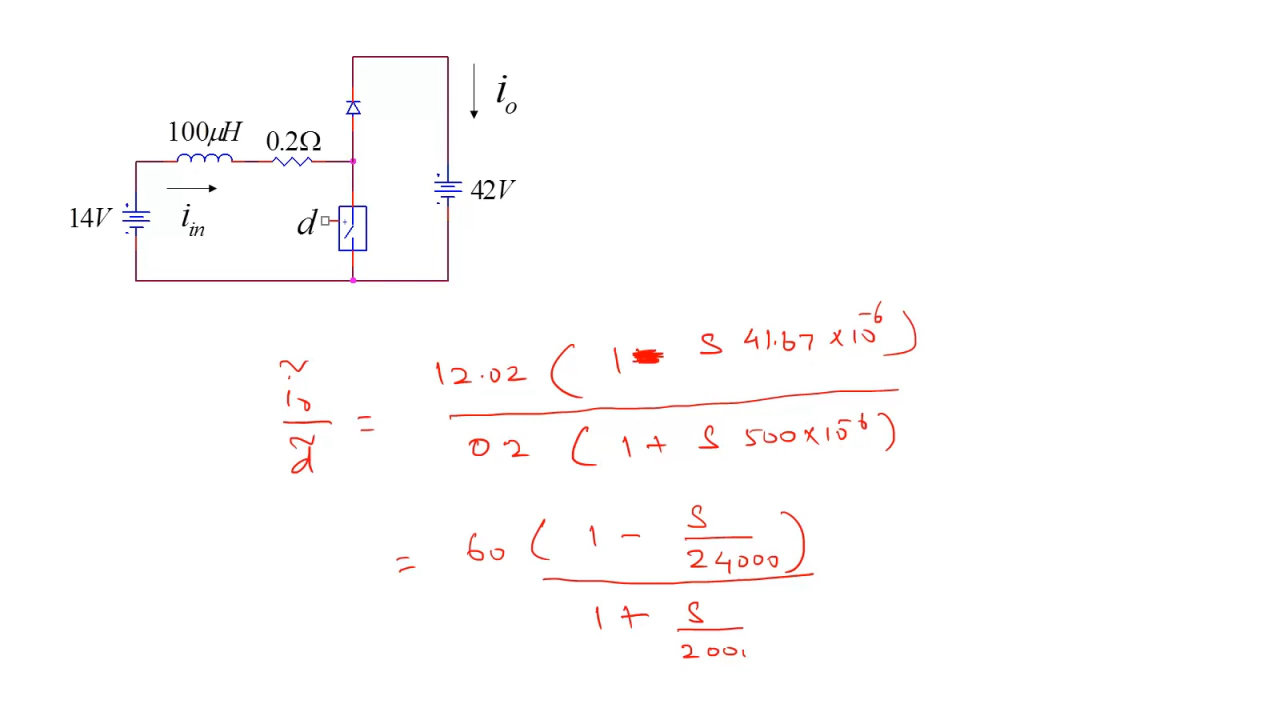 i_o
100μH 0.2Ω
14V i_in d 42V
ĩ_o / d̃ = 12.02 ( 1 - s 41.67 × 10^-6 ) / 0.2 ( 1 + s 500 × 10^-6 )
= 60 ( 1 - s / 24000 ) / 1 + s / 2000